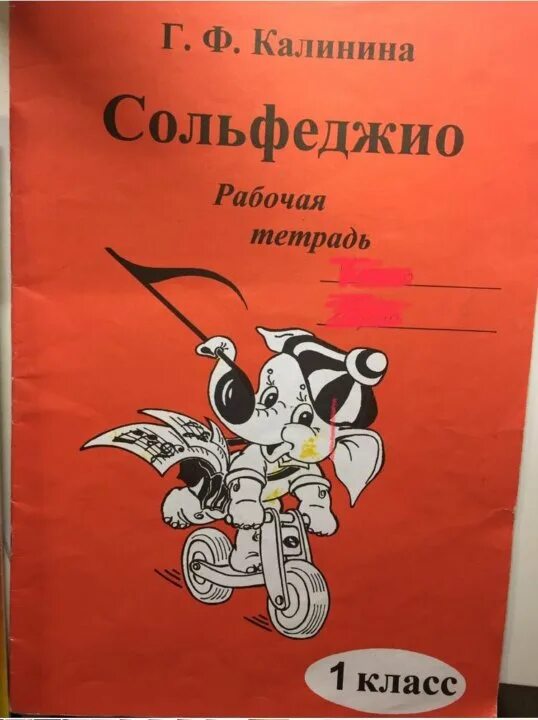 Г. Ф. Калинина
Сольфеджио
Рабочая
тетрадь
1 класс